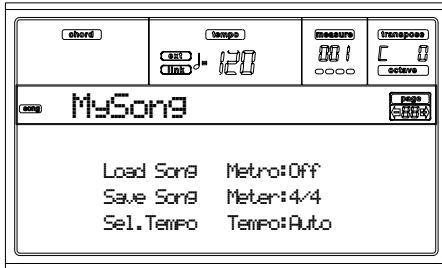 chord tempo measure transpose
ext link ♩= 120 001 C 0
octave
song MySong page
Load Song Metro:Off
Save Song Meter:4/4
Sel.Tempo Tempo:Auto